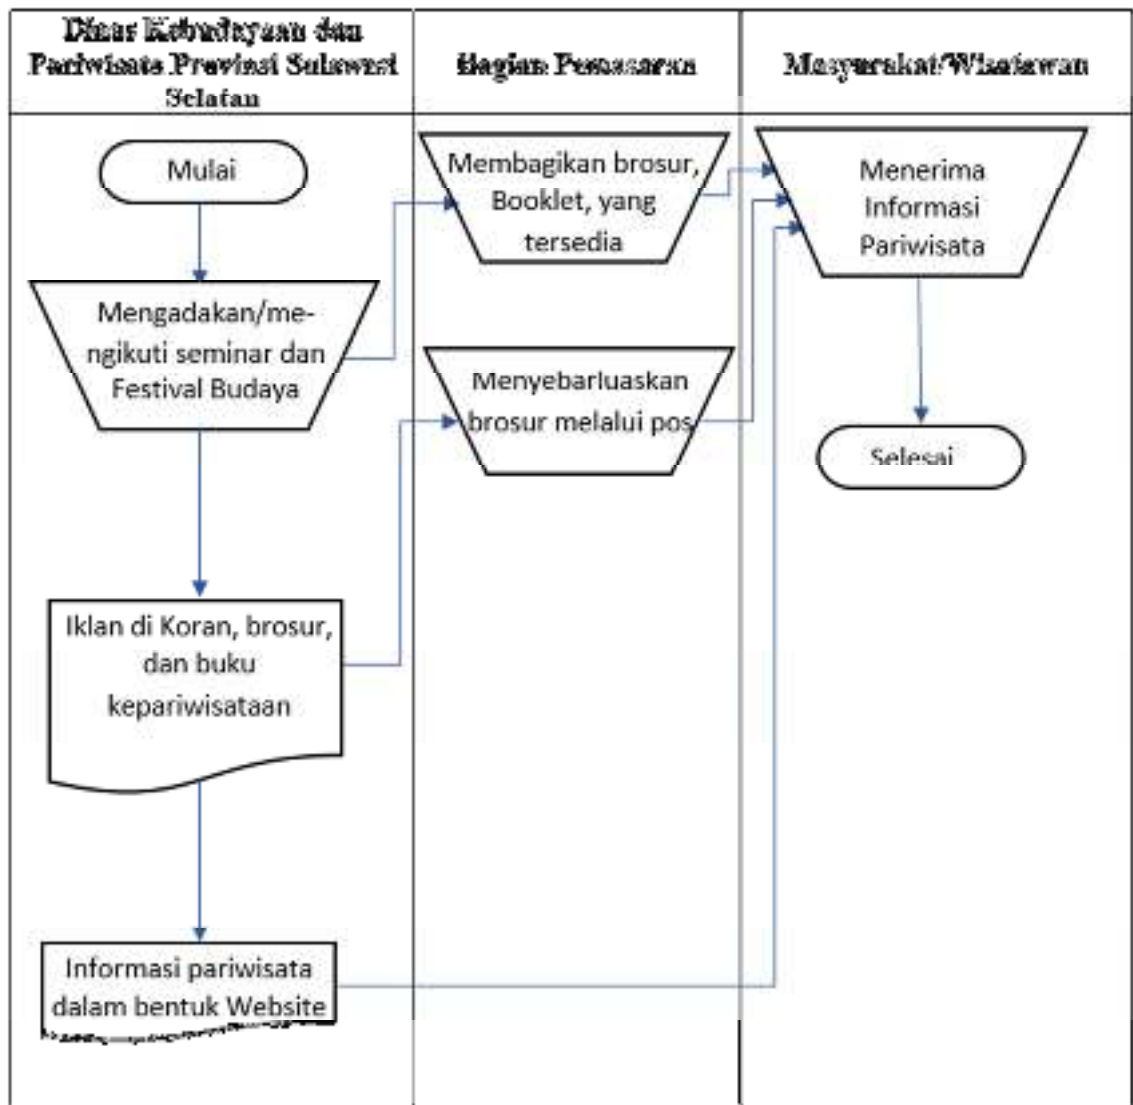 Dinas Kebudayaan dan
Pariwisata Provinsi Sulawesi
Selatan
Bagian Pemasaran
Masyarakat/Wisatawan
Mulai
Mengadakan/me-
ngikuti seminar dan
Festival Budaya
Iklan di Koran, brosur,
dan buku
kepariwisataan
Informasi pariwisata
dalam bentuk Website
Membagikan brosur,
Booklet, yang
tersedia
Menyebarluaskan
brosur melalui pos
Menerima
Informasi
Pariwisata
Selesai